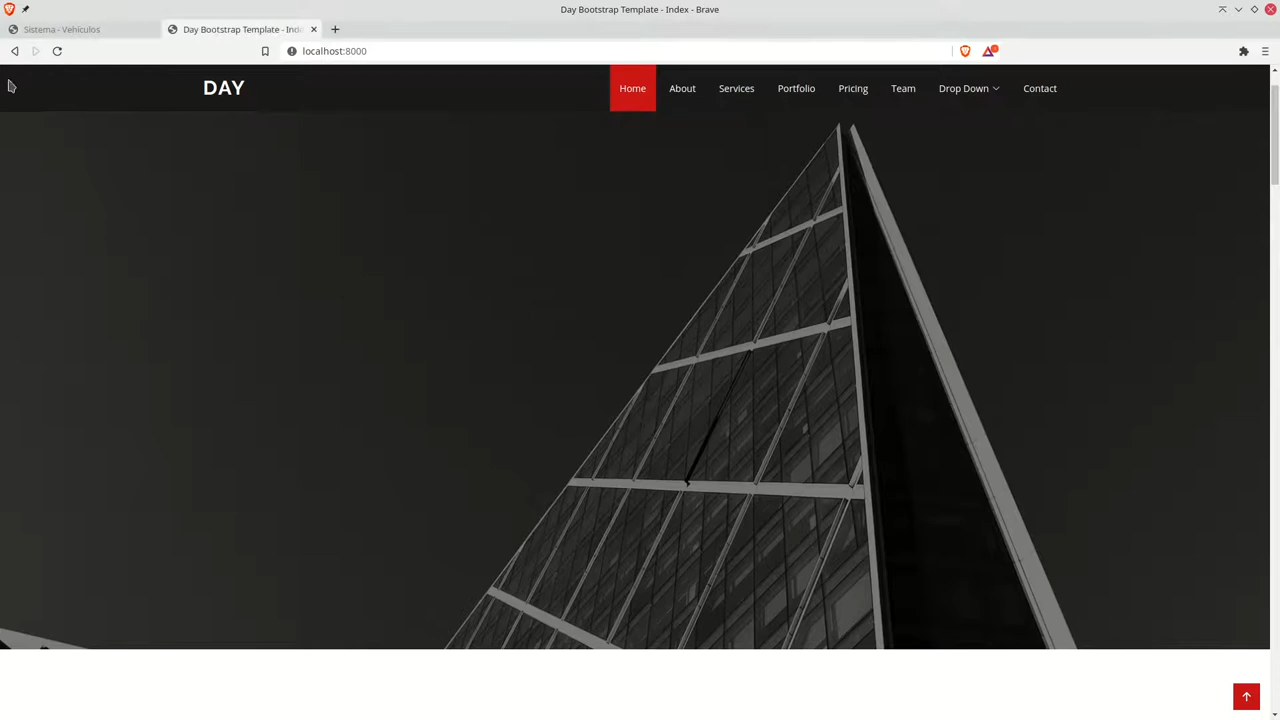 Day Bootstrap Template - Index - Brave
Sistema - Vehículos
Day Bootstrap Template - Inde
localhost:8000
DAY
Home
About
Services
Portfolio
Pricing
Team
Drop Down
Contact